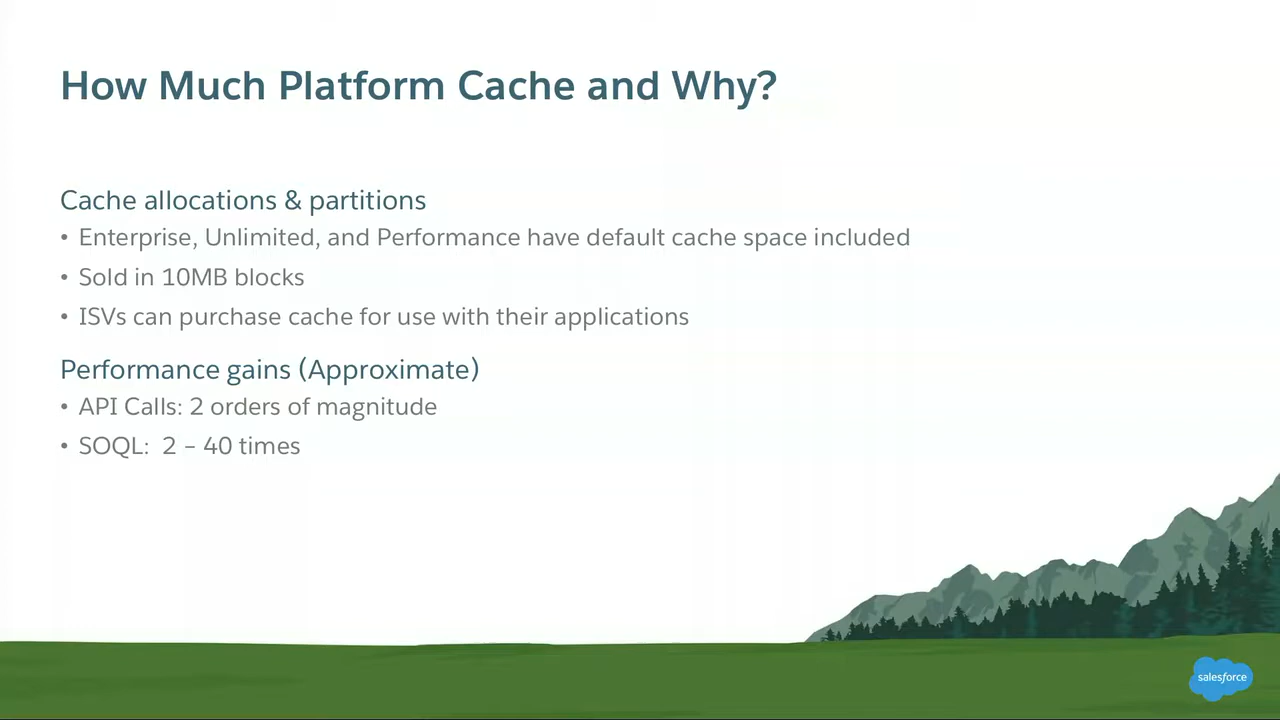 How Much Platform Cache and Why?
Cache allocations & partitions
• Enterprise, Unlimited, and Performance have default cache space included
• Sold in 10MB blocks
• ISVs can purchase cache for use with their applications
Performance gains (Approximate)
• API Calls: 2 orders of magnitude
• SOQL:  2 – 40 times
salesforce